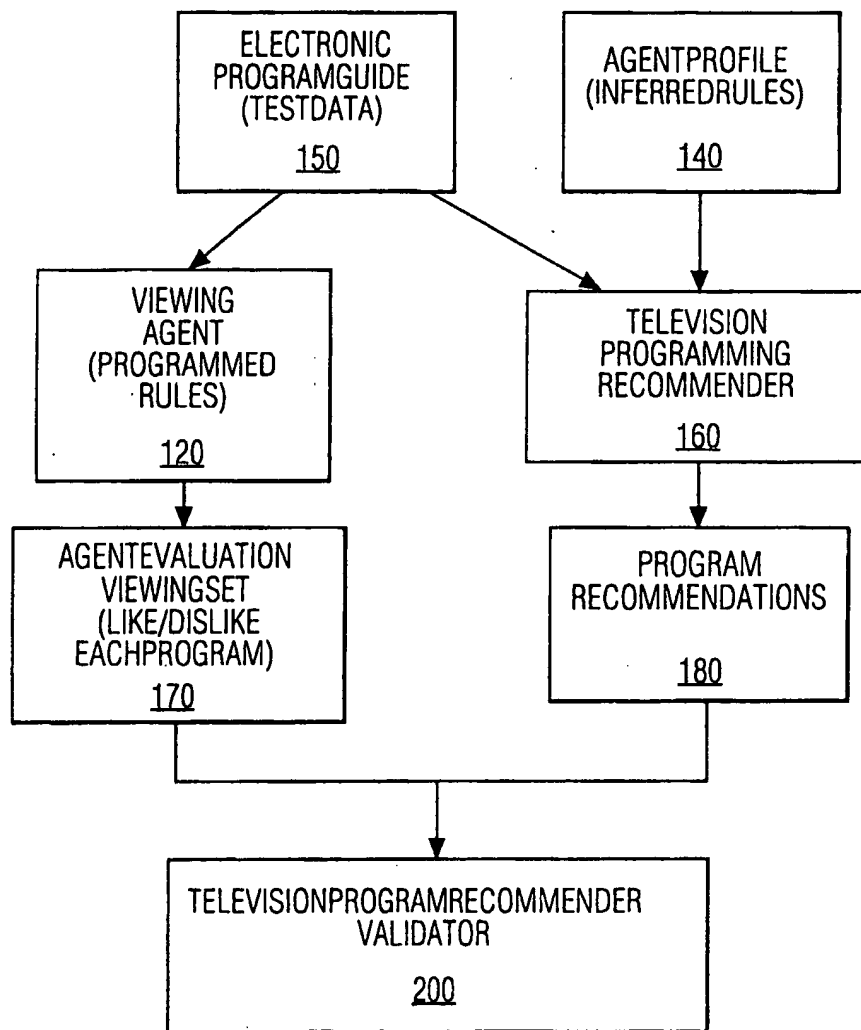 ELECTRONIC
PROGRAMGUIDE
(TESTDATA)
150
AGENTPROFILE
(INFERREDRULES)
140
VIEWING
AGENT
(PROGRAMMED
RULES)
120
TELEVISION
PROGRAMMING
RECOMMENDER
160
AGENTEVALUATION
VIEWINGSET
(LIKE/DISLIKE
EACHPROGRAM)
170
PROGRAM
RECOMMENDATIONS
180
TELEVISIONPROGRAMRECOMMENDER
VALIDATOR
200